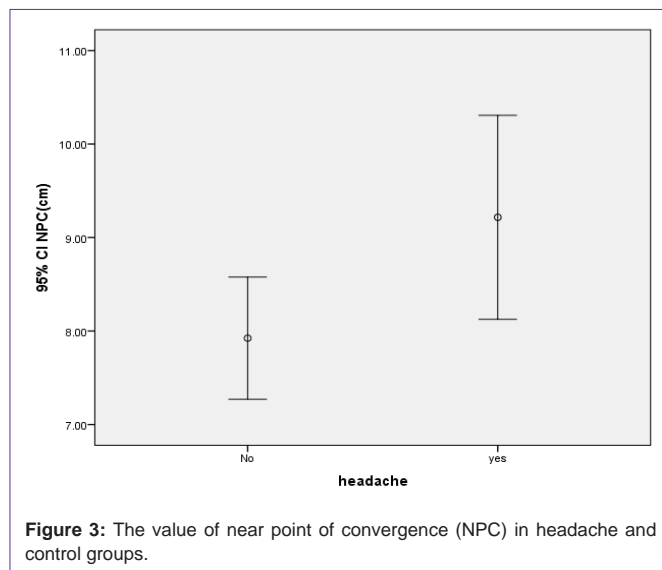 11.00
10.00
9.00
8.00
7.00
95% CI NPC(cm)
No
yes
headache
Figure 3: The value of near point of convergence (NPC) in headache and
control groups.